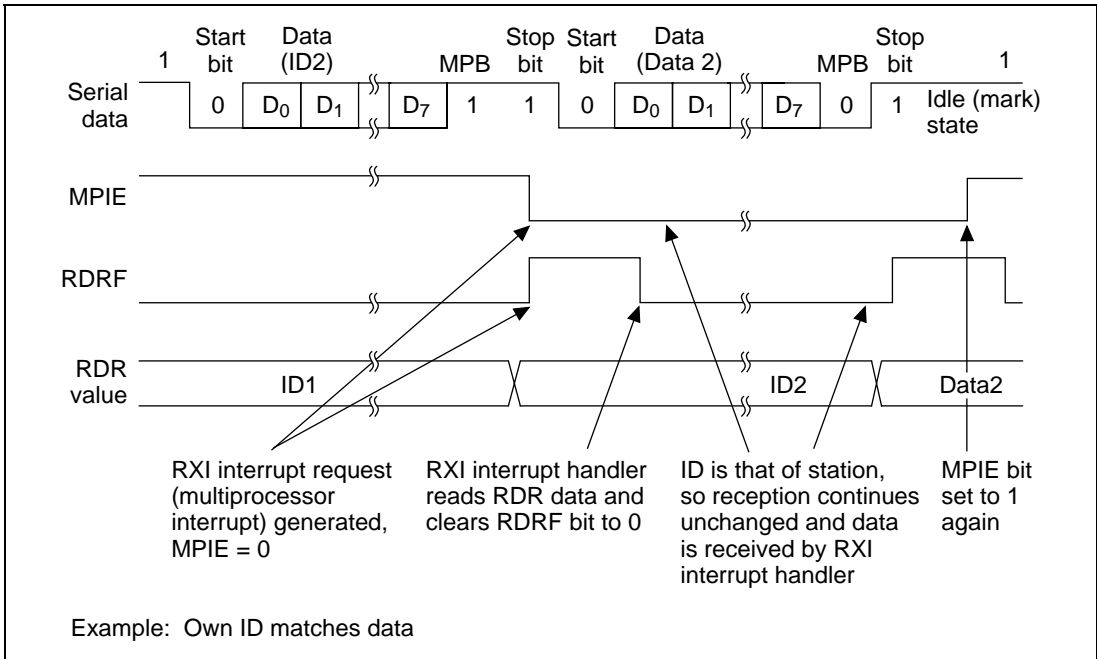 Start Data Stop Start Data Stop
1 bit (ID2) MPB bit bit (Data 2) MPB bit 1
Serial data 0 D0 D1 D7 1 1 0 D0 D1 D7 0 1 Idle (mark) state
MPIE
RDRF
RDR value ID1 ID2 Data2
RXI interrupt request
(multiprocessor
interrupt) generated,
MPIE = 0
RXI interrupt handler
reads RDR data and
clears RDRF bit to 0
ID is that of station,
so reception continues
unchanged and data
is received by RXI
interrupt handler
MPIE bit
set to 1
again
Example: Own ID matches data